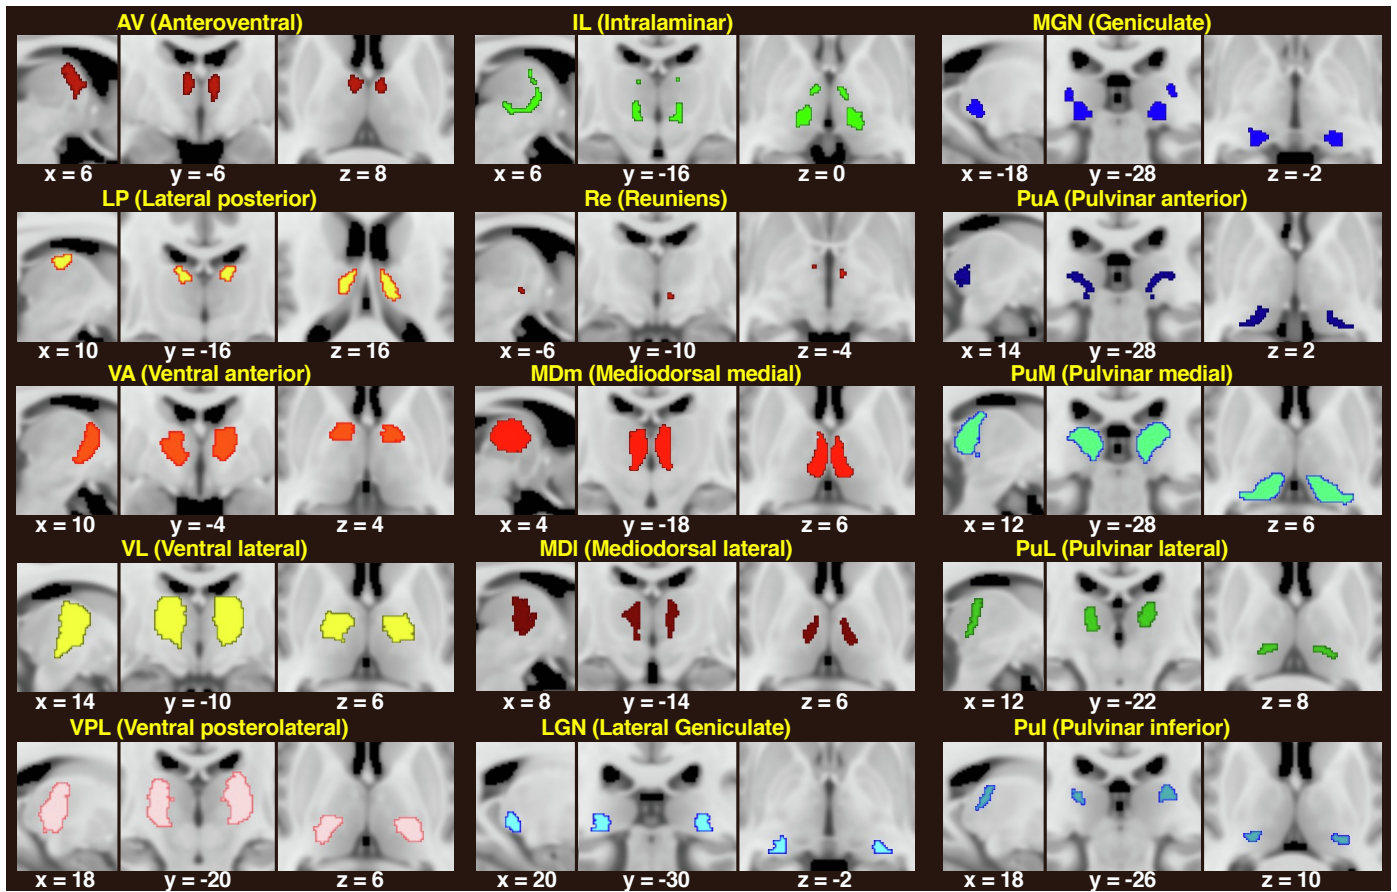 AV (Anteroventral)
x = 6 y = -6 z = 8
IL (Intralaminar)
x = 6 y = -16 z = 0
MGN (Geniculate)
x = -18 y = -28 z = -2
LP (Lateral posterior)
x = 10 y = -16 z = 16
Re (Reuniens)
x = -6 y = -10 z = -4
PuA (Pulvinar anterior)
x = 14 y = -28 z = 2
VA (Ventral anterior)
x = 10 y = -4 z = 4
MDm (Mediodorsal medial)
x = 4 y = -18 z = 6
PuM (Pulvinar medial)
x = 12 y = -28 z = 6
VL (Ventral lateral)
x = 14 y = -10 z = 6
MDl (Mediodorsal lateral)
x = 8 y = -14 z = 6
PuL (Pulvinar lateral)
x = 12 y = -22 z = 8
VPL (Ventral posterolateral)
x = 18 y = -20 z = 6
LGN (Lateral Geniculate)
x = 20 y = -30 z = -2
PuI (Pulvinar inferior)
x = 18 y = -26 z = 10